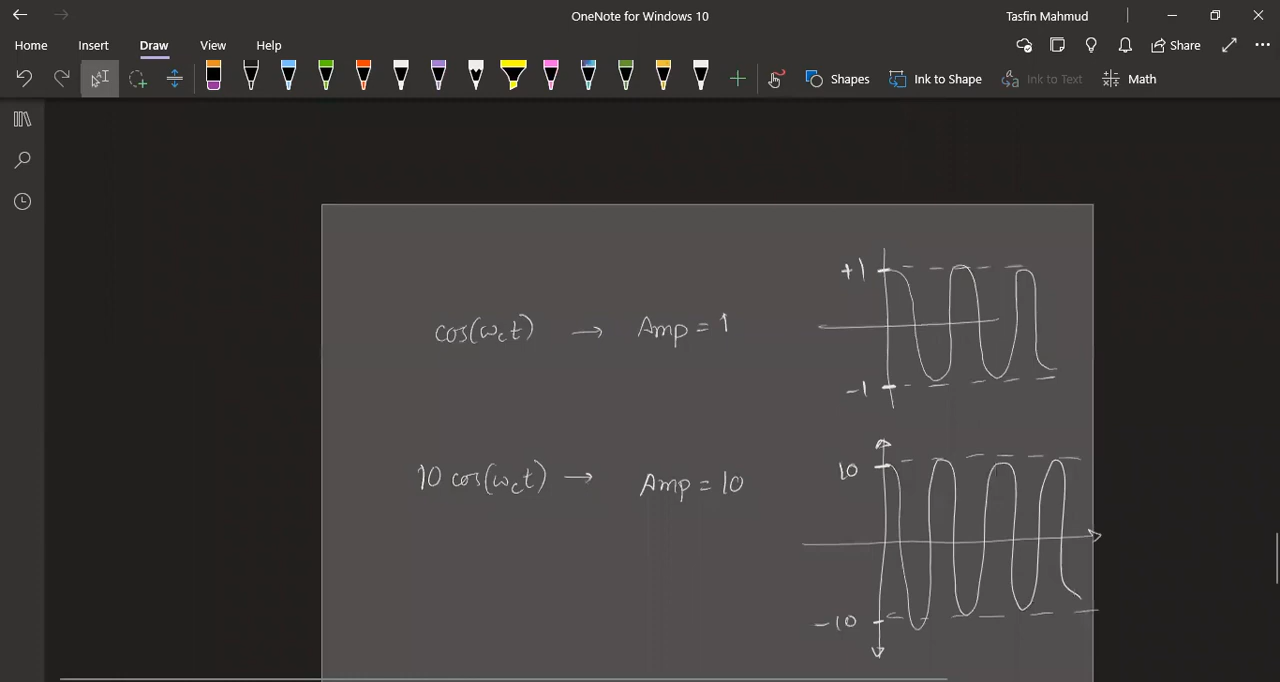 OneNote for Windows 10
Tasfin Mahmud
Home Insert Draw View Help
Share
Shapes Ink to Shape Ink to Text Math
+1
cos(ωct) → Amp = 1
-1
10
10 cos(ωct) → Amp = 10
-10